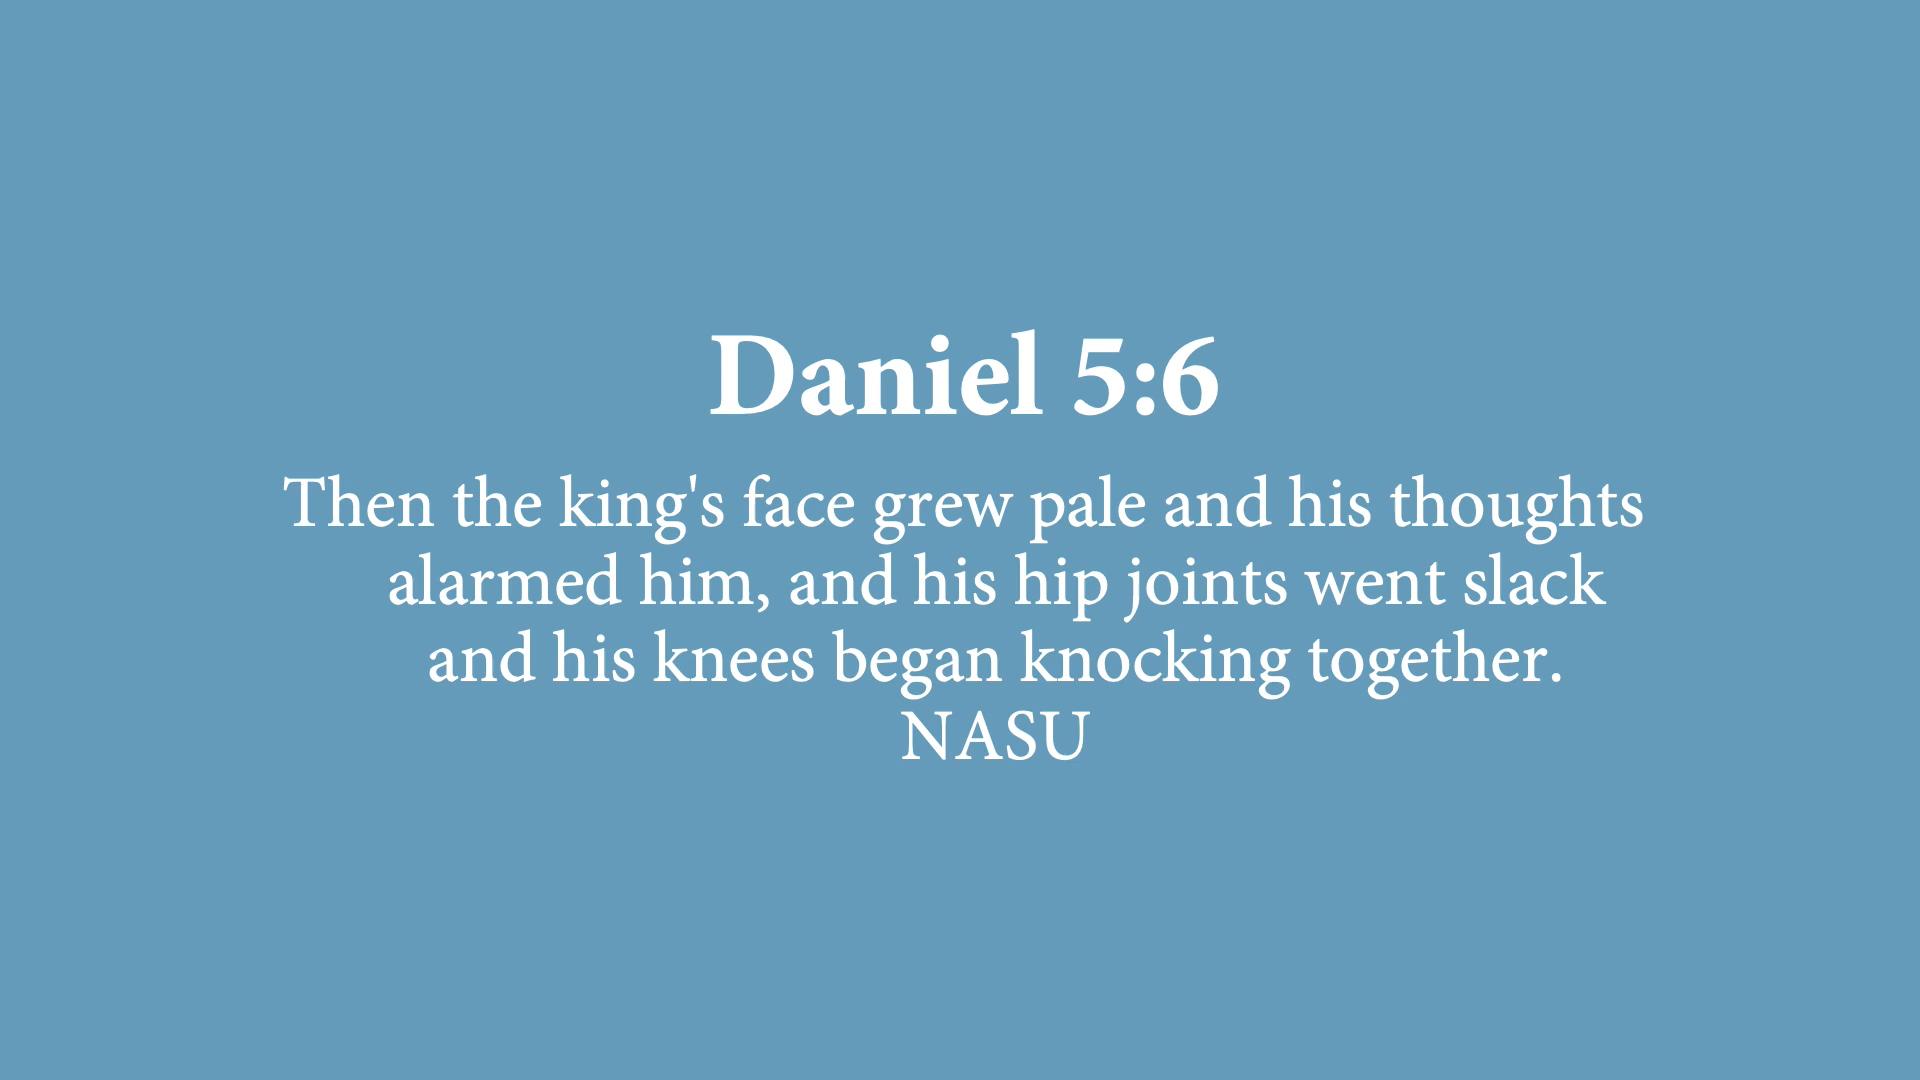 Daniel 5:6
Then the king's face grew pale and his thoughts
alarmed him, and his hip joints went slack
and his knees began knocking together.
NASU